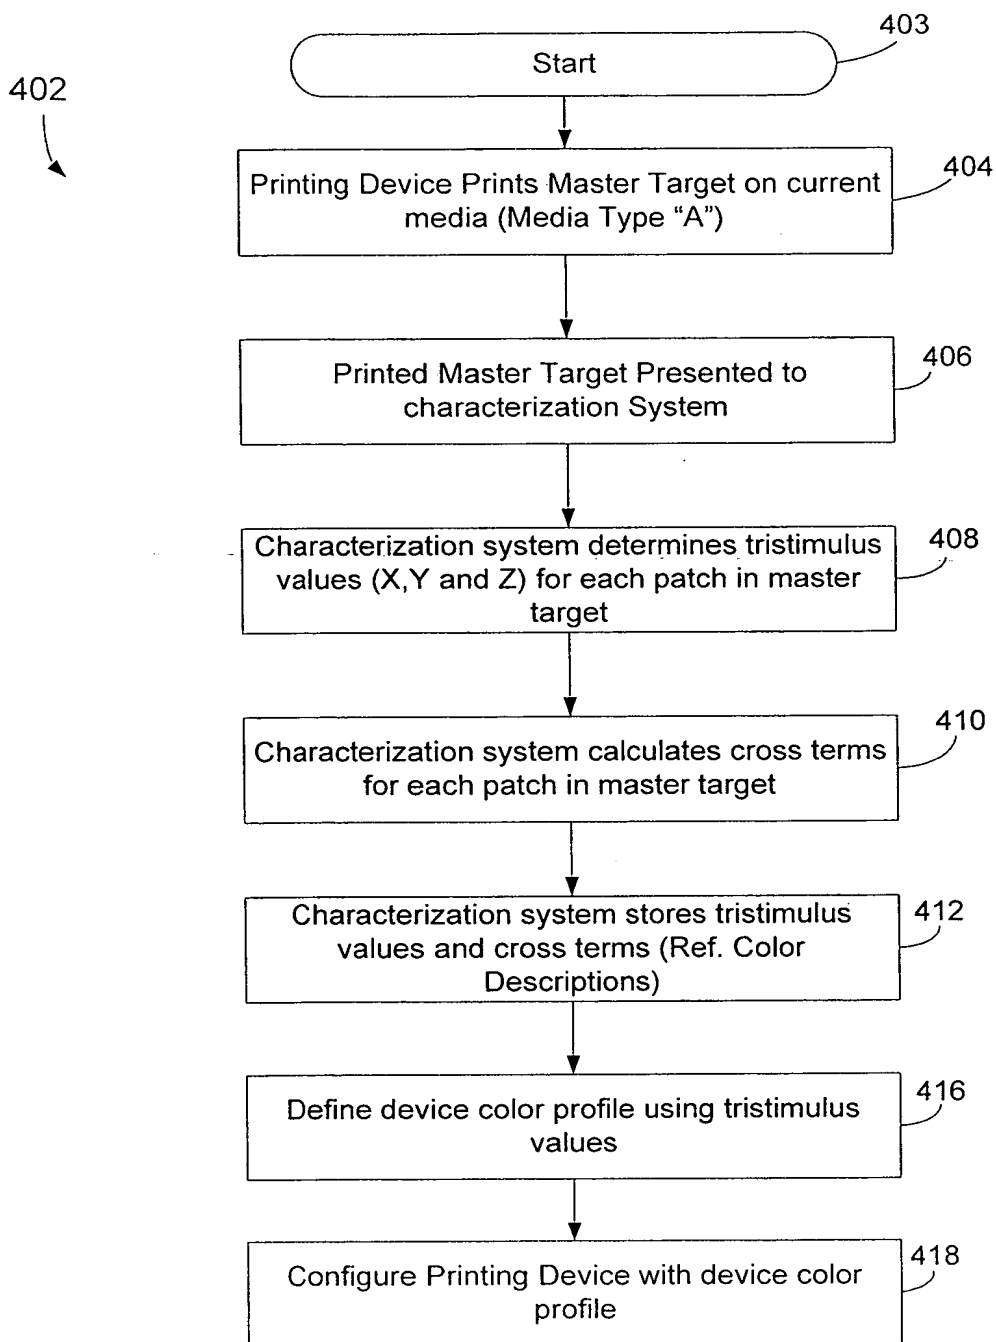 403
Start
402
404
Printing Device Prints Master Target on current
media (Media Type “A”)
406
Printed Master Target Presented to
characterization System
408
Characterization system determines tristimulus
values (X,Y and Z) for each patch in master
target
410
Characterization system calculates cross terms
for each patch in master target
412
Characterization system stores tristimulus
values and cross terms (Ref. Color
Descriptions)
416
Define device color profile using tristimulus
values
418
Configure Printing Device with device color
profile